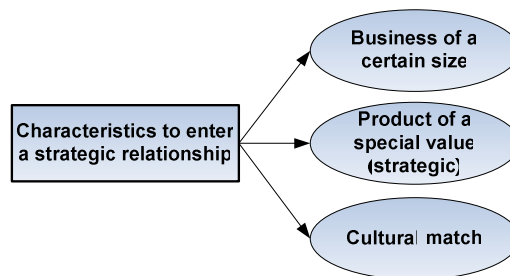 Characteristics to enter
a strategic relationship
Business of a
certain size
Product of a
special value
(strategic)
Cultural match